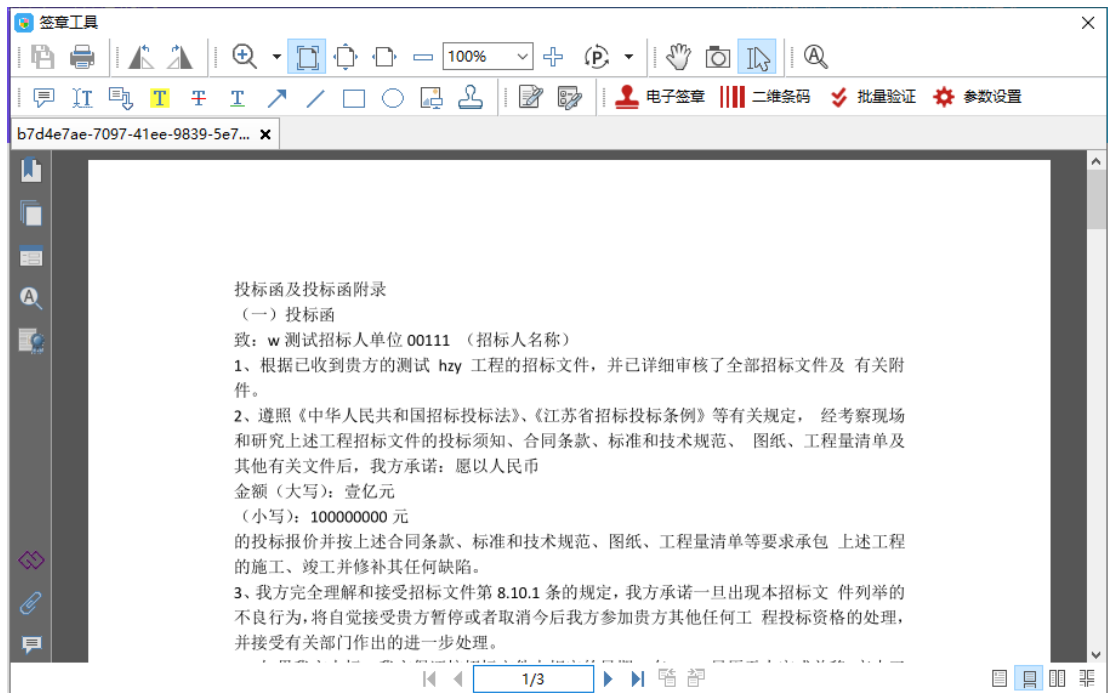 签章工具
100%
电子签章 二维条码 批量验证 参数设置
b7d4e7ae-7097-41ee-9839-5e7...
投标函及投标函附录
（一）投标函
致：w 测试招标人单位 00111 （招标人名称）
1、根据已收到贵方的测试 hzy 工程的招标文件，并已详细审核了全部招标文件及 有关附
件。
2、遵照《中华人民共和国招标投标法》、《江苏省招标投标条例》等有关规定， 经考察现场
和研究上述工程招标文件的投标须知、合同条款、标准和技术规范、 图纸、工程量清单及
其他有关文件后，我方承诺：愿以人民币
金额（大写）：壹亿元
（小写）：100000000 元
的投标报价并按上述合同条款、标准和技术规范、图纸、工程量清单等要求承包 上述工程
的施工、竣工并修补其任何缺陷。
3、我方完全理解和接受招标文件第 8.10.1 条的规定，我方承诺一旦出现本招标文 件列举的
不良行为，将自觉接受贵方暂停或者取消今后我方参加贵方其他任何工 程投标资格的处理，
并接受有关部门作出的进一步处理。
1/3